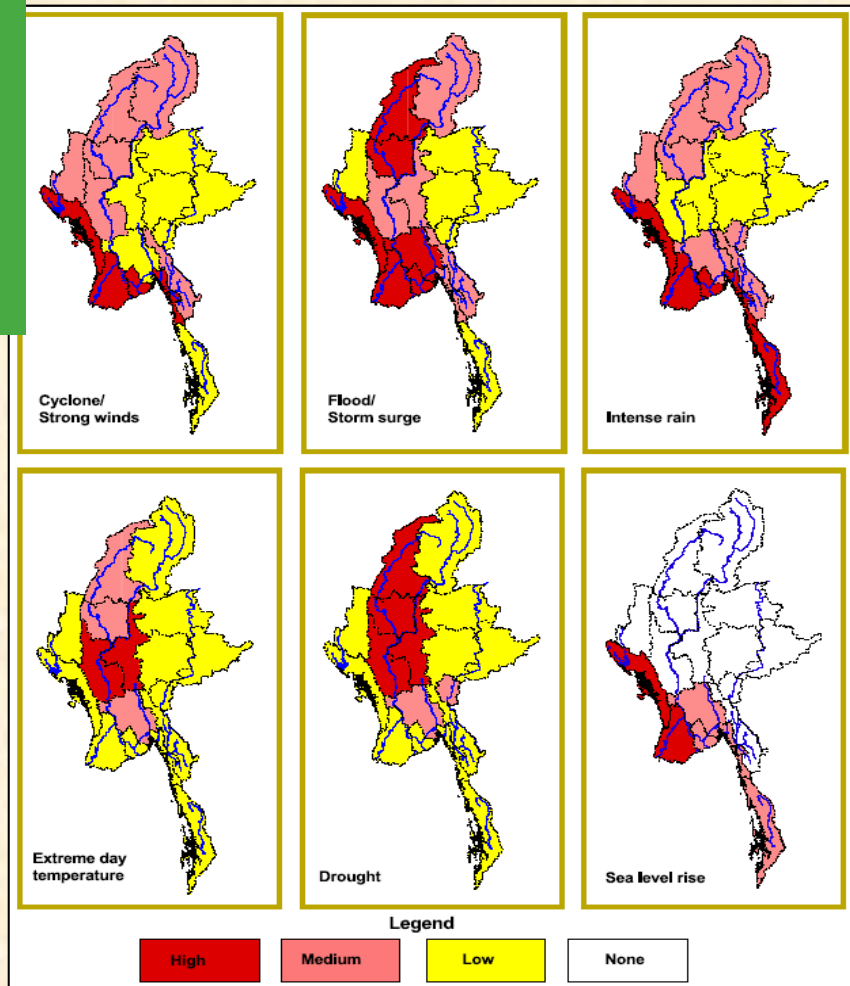 Cyclone/
Strong winds
Flood/
Storm surge
Intense rain
Extreme day
temperature
Drought
Sea level rise
Legend
High
Medium
Low
None